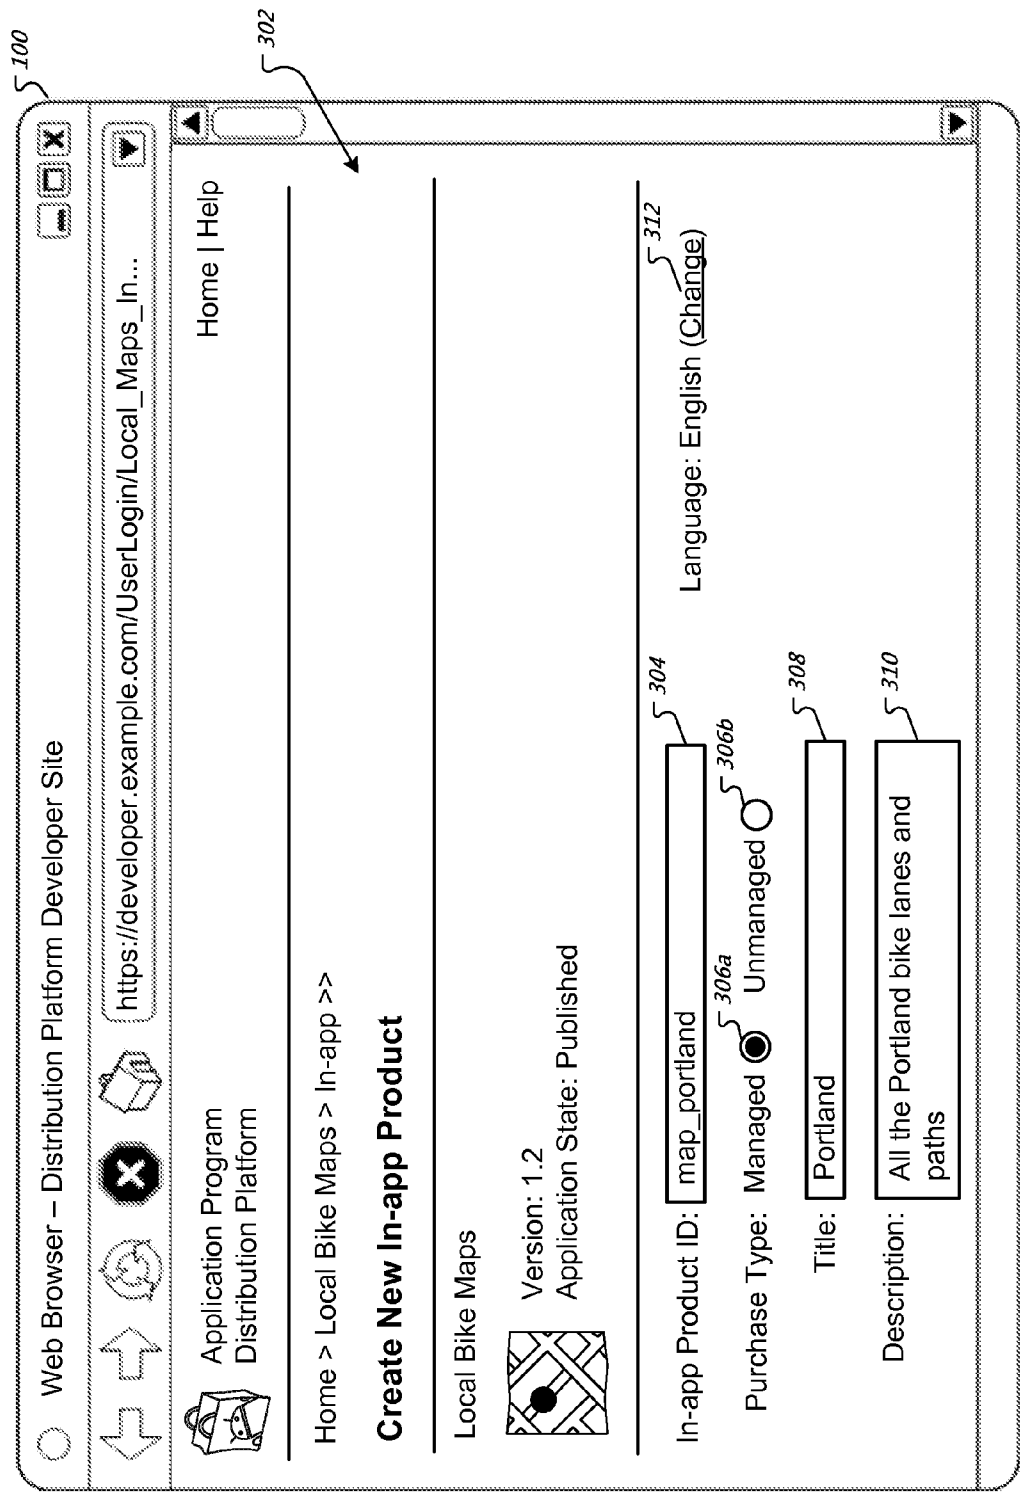 100
Web Browser – Distribution Platform Developer Site
https://developer.example.com/UserLogin/Local_Maps_In...
302
Application Program
Distribution Platform
Home | Help
Home > Local Bike Maps > In-app >>
Create New In-app Product
Local Bike Maps
Version: 1.2
Application State: Published
In-app Product ID: map_portland
304
Language: English (Change)
312
Purchase Type: Managed Unmanaged
306a
306b
Title: Portland
308
Description: All the Portland bike lanes and
paths
310